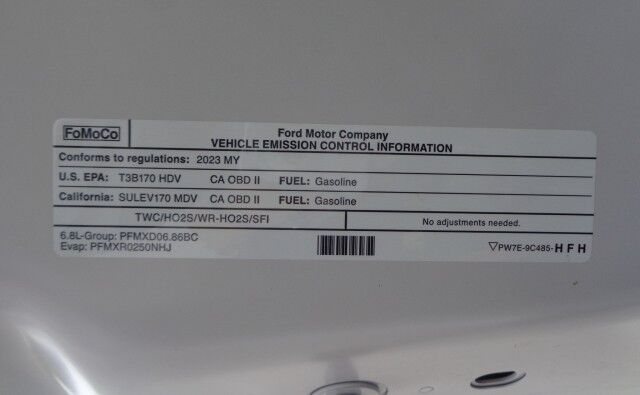 FoMoCo
Ford Motor Company
VEHICLE EMISSION CONTROL INFORMATION
Conforms to regulations: 2023 MY
U.S. EPA: T3B170 HDV CA OBD II FUEL: Gasoline
California: SULEV170 MDV CA OBD II FUEL: Gasoline
TWC/HO2S/WR-HO2S/SFI No adjustments needed.
6.8L-Group: PFMXD06.86BC
Evap: PFMXR0250NHJ
▽PW7E-9C485-HFH